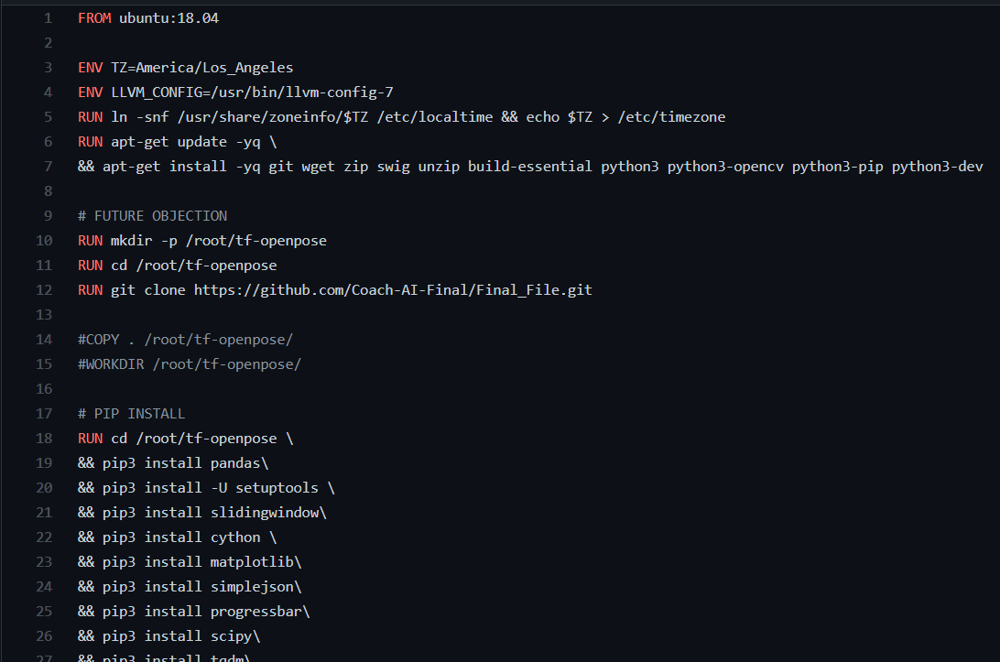 1 FROM ubuntu:18.04
2
3 ENV TZ=America/Los_Angeles
4 ENV LLVM_CONFIG=/usr/bin/llvm-config-7
5 RUN ln -snf /usr/share/zoneinfo/$TZ /etc/localtime && echo $TZ > /etc/timezone
6 RUN apt-get update -yq \
7 && apt-get install -yq git wget zip swig unzip build-essential python3 python3-opencv python3-pip python3-dev
8
9 # FUTURE OBJECTION
10 RUN mkdir -p /root/tf-openpose
11 RUN cd /root/tf-openpose
12 RUN git clone https://github.com/Coach-AI-Final/Final_File.git
13
14 #COPY . /root/tf-openpose/
15 #WORKDIR /root/tf-openpose/
16
17 # PIP INSTALL
18 RUN cd /root/tf-openpose \
19 && pip3 install pandas\
20 && pip3 install -U setuptools \
21 && pip3 install slidingwindow\
22 && pip3 install cython \
23 && pip3 install matplotlib\
24 && pip3 install simplejson\
25 && pip3 install progressbar\
26 && pip3 install scipy\
27 && pip3 install tqdm\